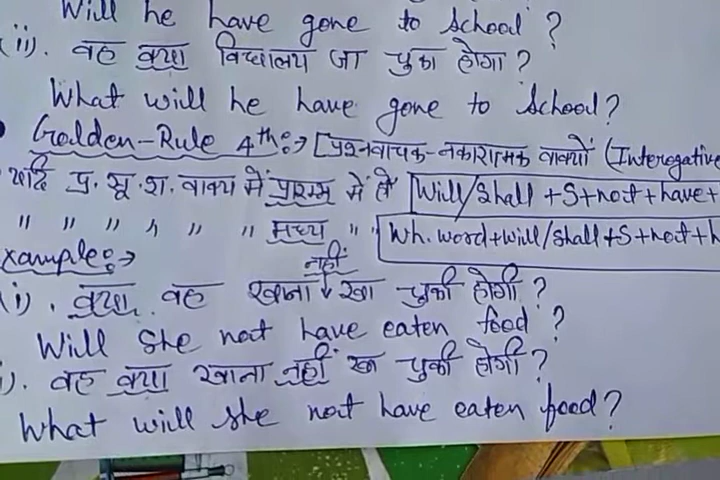 Will he have gone to School ?
(ii). वह क्या विद्यालय जा चुका होगा ?
What will he have gone to School?
Golden-Rule 4th:→ [प्रश्नवाचक-नकारात्मक वाक्यों (Interogative
यदि प्र. सू. श. वाक्य में प्रारम्भ में हो Will/Shall +S+not+have+
" " " " " " मध्य " " Wh. word+will/shall+S+not+h
xample:→
नहीं
(i). क्या वह खाना खा चुकी होगी ?
Will She not have eaten food ?
i). वह क्या खाना नहीं खा चुकी होगी ?
What will she not have eaten food?